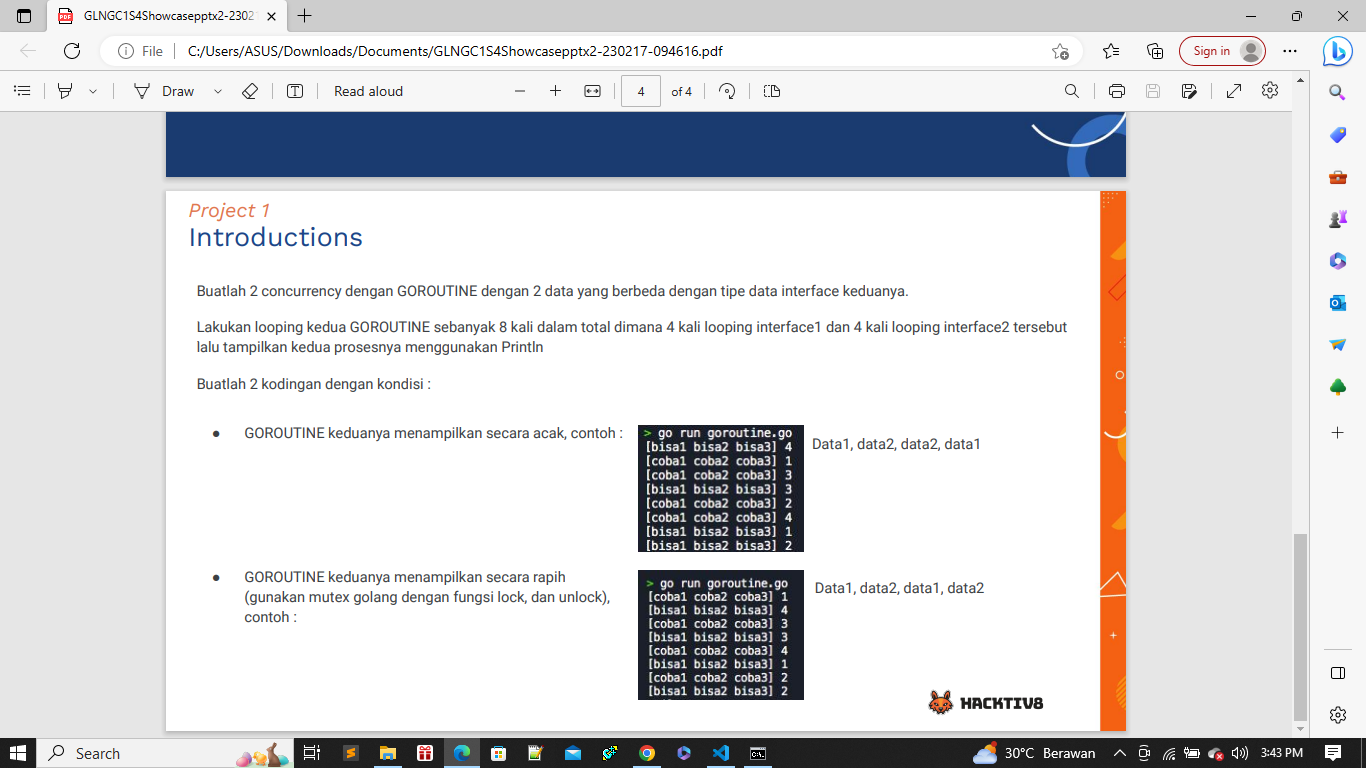 GLNGC1S4Showcasepptx2-2302
File
C:/Users/ASUS/Downloads/Documents/GLNGC1S4Showcasepptx2-230217-094616.pdf
Sign in
Draw
Read aloud
4
of 4
Project 1
Introductions
Buatlah 2 concurrency dengan GOROUTINE dengan 2 data yang berbeda dengan tipe data interface keduanya.
Lakukan looping kedua GOROUTINE sebanyak 8 kali dalam total dimana 4 kali looping interface1 dan 4 kali looping interface2 tersebut
lalu tampilkan kedua prosesnya menggunakan Println
Buatlah 2 kodingan dengan kondisi :
● GOROUTINE keduanya menampilkan secara acak, contoh :
> go run goroutine.go
[bisa1 bisa2 bisa3] 4
[coba1 coba2 coba3] 1
[coba1 coba2 coba3] 3
[bisa1 bisa2 bisa3] 3
[coba1 coba2 coba3] 2
[coba1 coba2 coba3] 4
[bisa1 bisa2 bisa3] 1
[bisa1 bisa2 bisa3] 2
Data1, data2, data2, data1
● GOROUTINE keduanya menampilkan secara rapih
(gunakan mutex golang dengan fungsi lock, dan unlock),
contoh :
> go run goroutine.go
[coba1 coba2 coba3] 1
[bisa1 bisa2 bisa3] 4
[coba1 coba2 coba3] 3
[bisa1 bisa2 bisa3] 3
[coba1 coba2 coba3] 4
[bisa1 bisa2 bisa3] 1
[coba1 coba2 coba3] 2
[bisa1 bisa2 bisa3] 2
Data1, data2, data1, data2
HACKTIV8
Search
30°C Berawan
3:43 PM